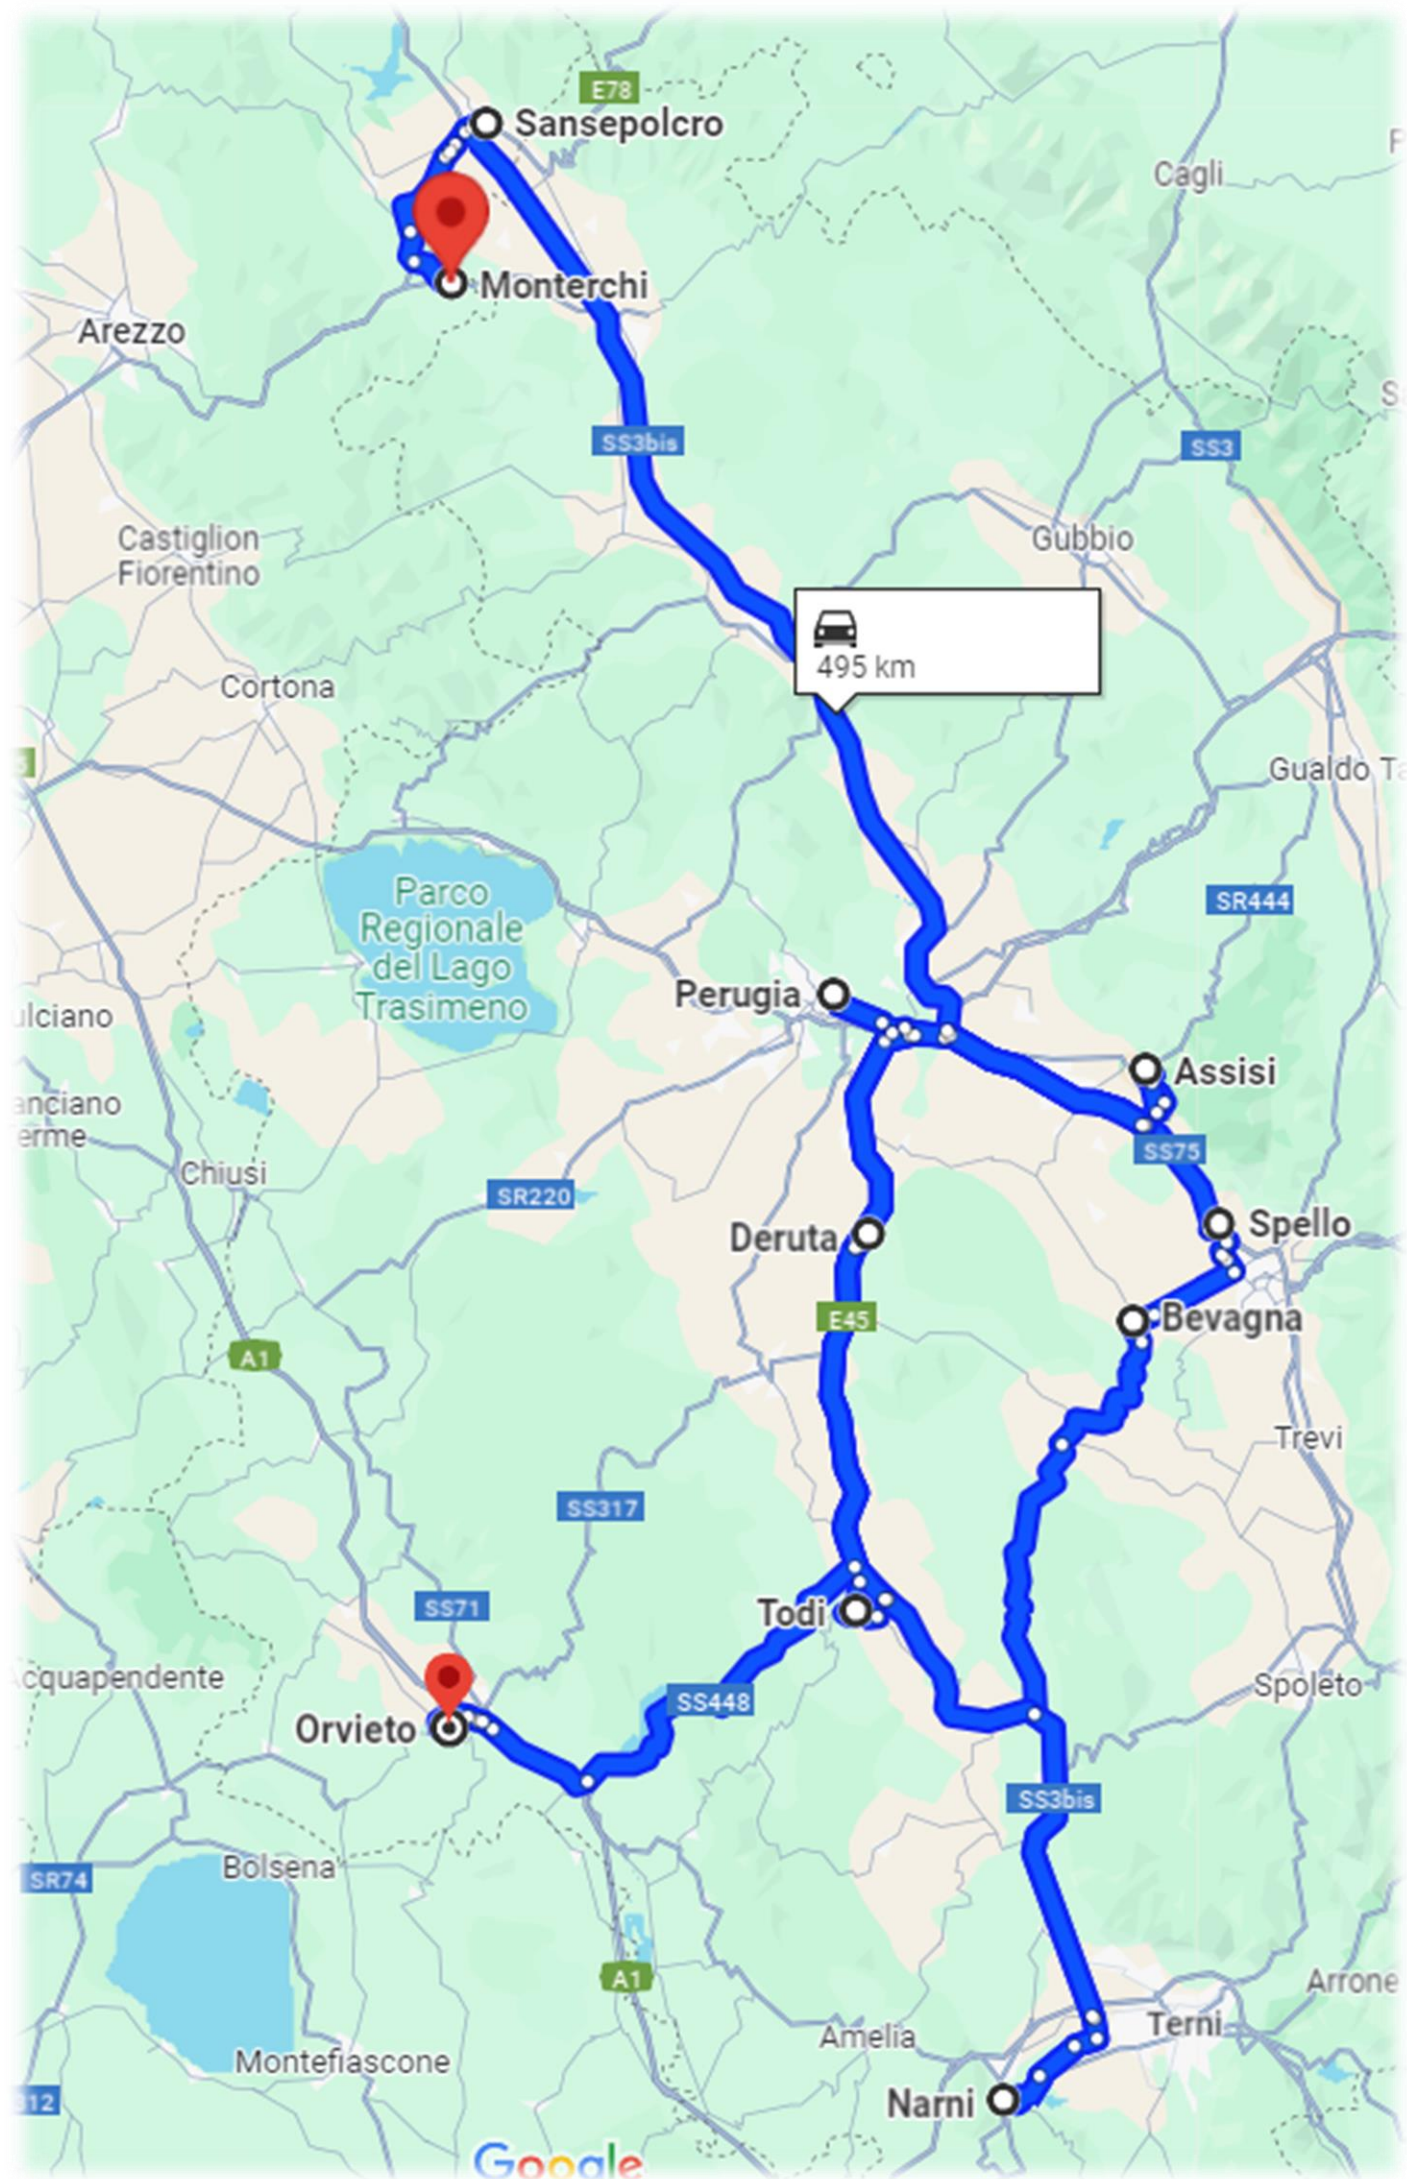 E78
Sansepolcro
Cagli
Monterchi
Arezzo
SS3bis
SS3
Castiglion
Fiorentino
Gubbio
495 km
Cortona
Gualdo Ta
SR444
Parco
Regionale
del Lago
Trasimeno
Perugia
ulciano
Assisi
anciano
erme
SS75
Chiusi
SR220
Deruta
Spello
E45
Bevagna
A1
Trevi
SS317
SS71
Todi
Acquapendente
SS448
Spoleto
Orvieto
SS3bis
Bolsena
SR74
A1
Arrone
Amelia
Terni
Montefiascone
312
Narni
Google